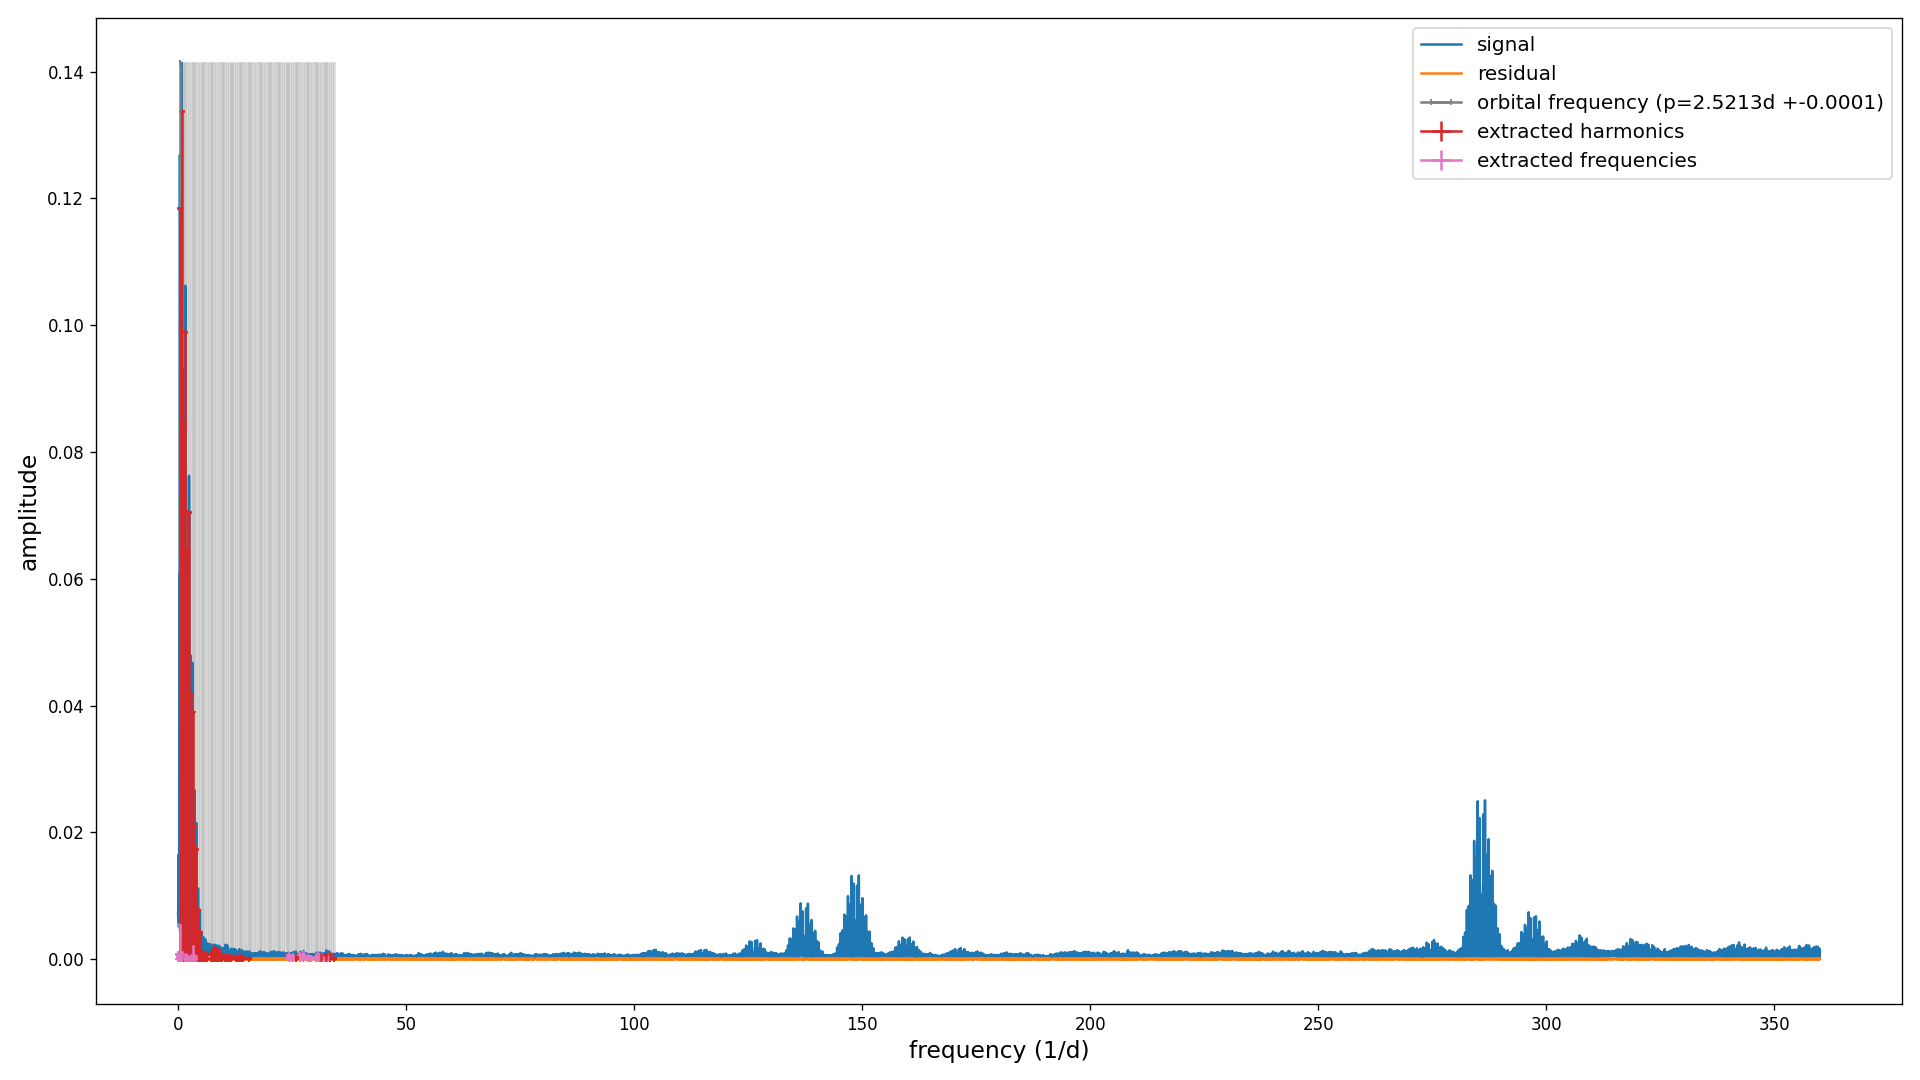 signal
residual
orbital frequency (p=2.5213d +-0.0001)
extracted harmonics
extracted frequencies
0.14
0.12
0.10
0.08
0.06
0.04
0.02
0.00
amplitude
0 50 100 150 200 250 300 350
frequency (1/d)